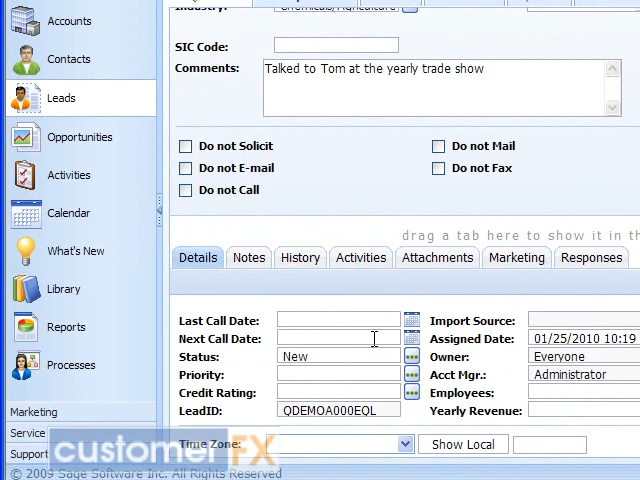 Accounts
Contacts
Leads
Opportunities
Activities
Calendar
What's New
Library
Reports
Processes
Marketing
Service
Support
Industry:
Chemicals/Agriculture
SIC Code:
Comments:
Talked to Tom at the yearly trade show
Do not Solicit
Do not Mail
Do not E-mail
Do not Fax
Do not Call
drag a tab here to show it in th
Details
Notes
History
Activities
Attachments
Marketing
Responses
Last Call Date:
Import Source:
Next Call Date:
Assigned Date:
01/25/2010 10:19
Status:
New
Owner:
Everyone
Priority:
Acct Mgr.:
Administrator
Credit Rating:
Employees:
LeadID:
QDEMOA000EQL
Yearly Revenue:
Time Zone:
Show Local
customerFX
© 2009 Sage Software Inc. All Rights Reserved